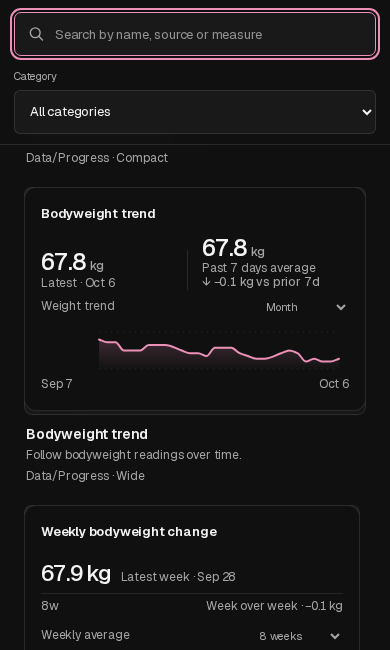 Search by name, source or measure
Category
All categories
Data/Progress · Compact
Bodyweight trend
67.8 kg
Latest · Oct 6
67.8 kg
Past 7 days average
↓ −0.1 kg vs prior 7d
Weight trend
Month
Sep 7
Oct 6
Bodyweight trend
Follow bodyweight readings over time.
Data/Progress · Wide
Weekly bodyweight change
67.9 kg Latest week · Sep 28
8w
Week over week · −0.1 kg
Weekly average
8 weeks